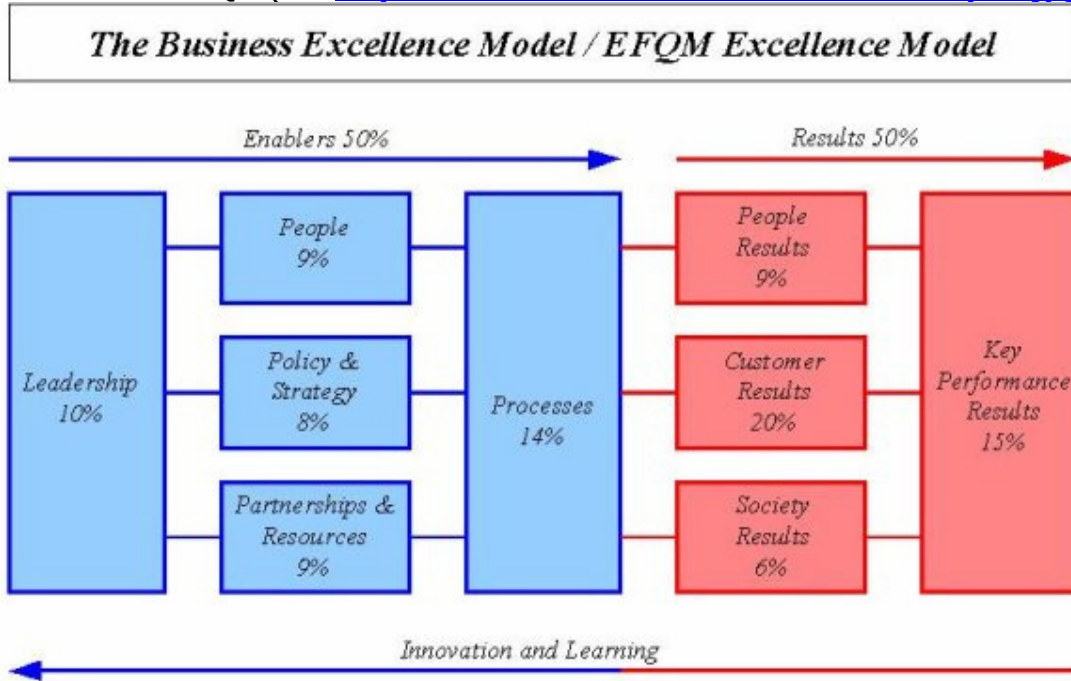 The Business Excellence Model / EFQM Excellence Model
Enablers 50%
Results 50%
Leadership
10%
People
9%
Policy &
Strategy
8%
Partnerships &
Resources
9%
Processes
14%
People
Results
9%
Customer
Results
20%
Society
Results
6%
Key
Performance
Results
15%
Innovation and Learning